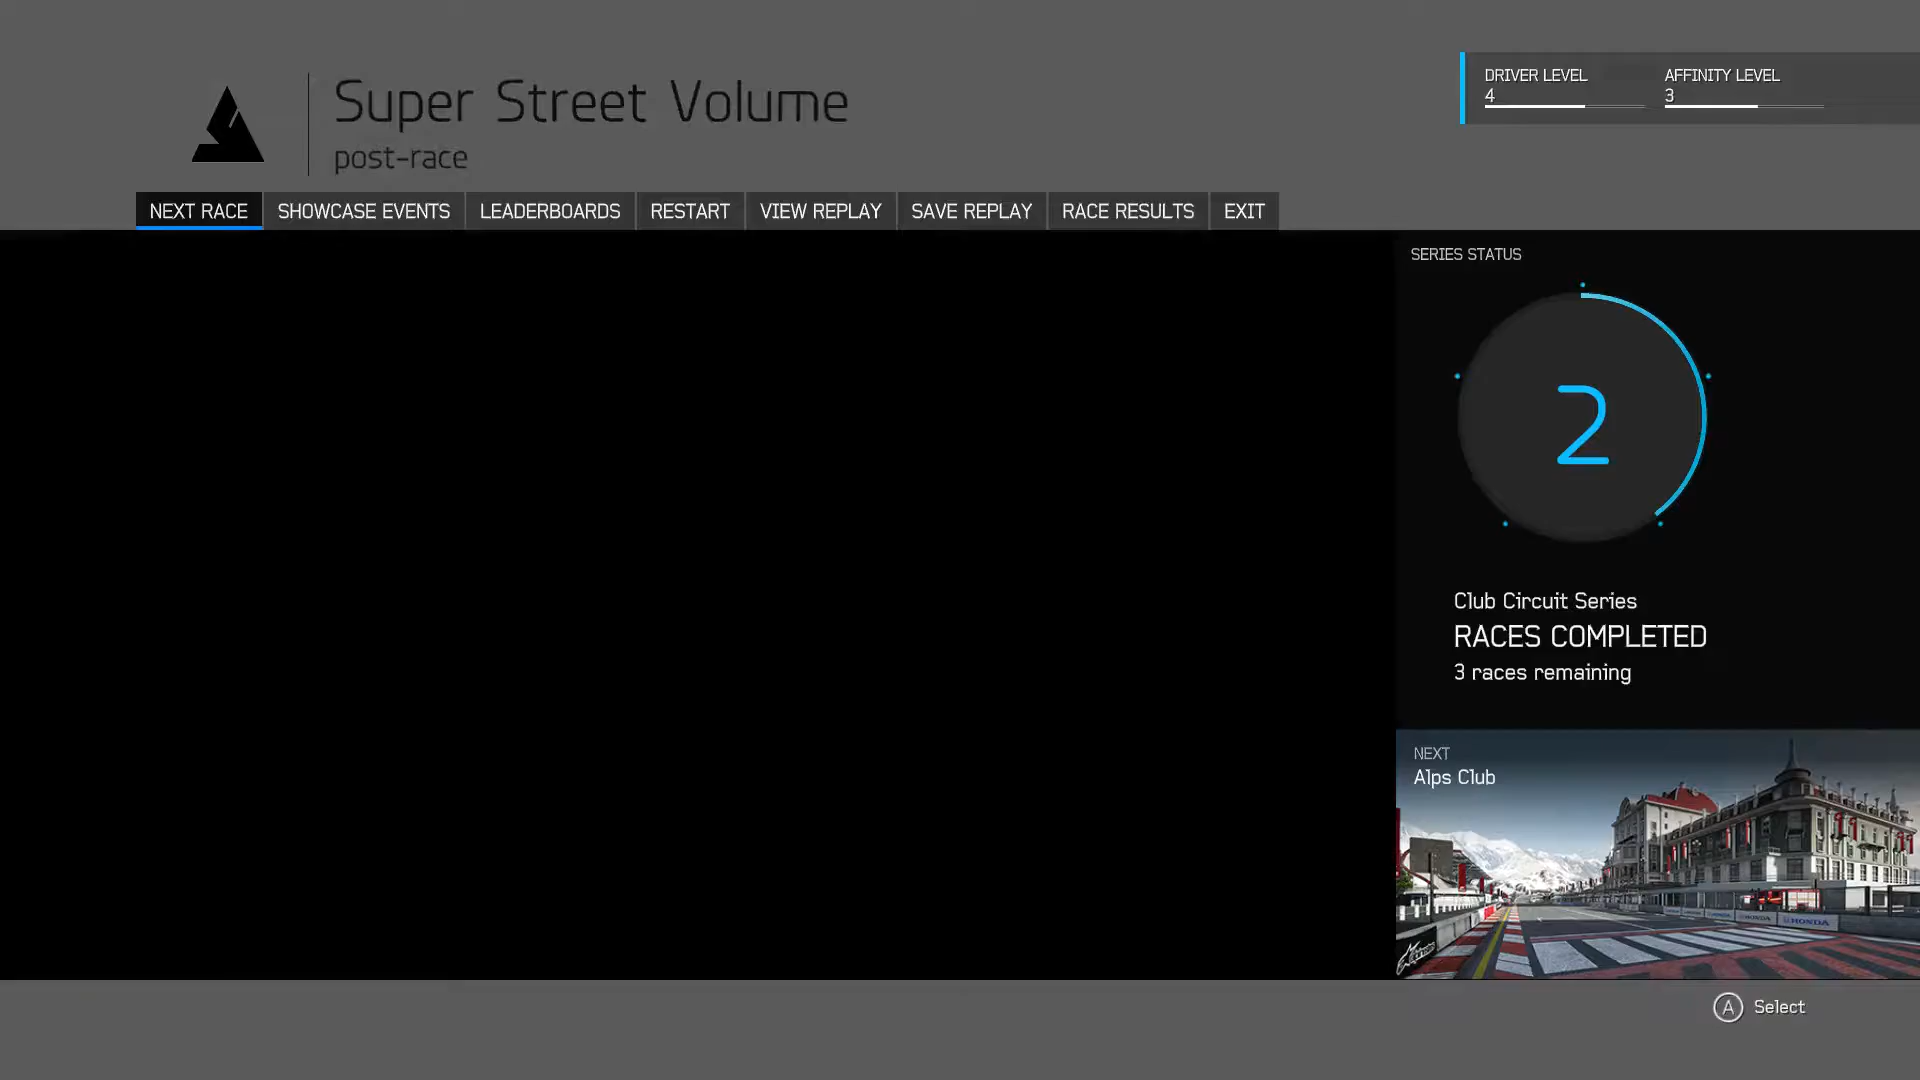 Super Street Volume
post-race
DRIVER LEVEL
4
AFFINITY LEVEL
3
NEXT RACE
SHOWCASE EVENTS
LEADERBOARDS
RESTART
VIEW REPLAY
SAVE REPLAY
RACE RESULTS
EXIT
SERIES STATUS
2
Club Circuit Series
RACES COMPLETED
3 races remaining
NEXT
Alps Club
HONDA
HONDA
A Select